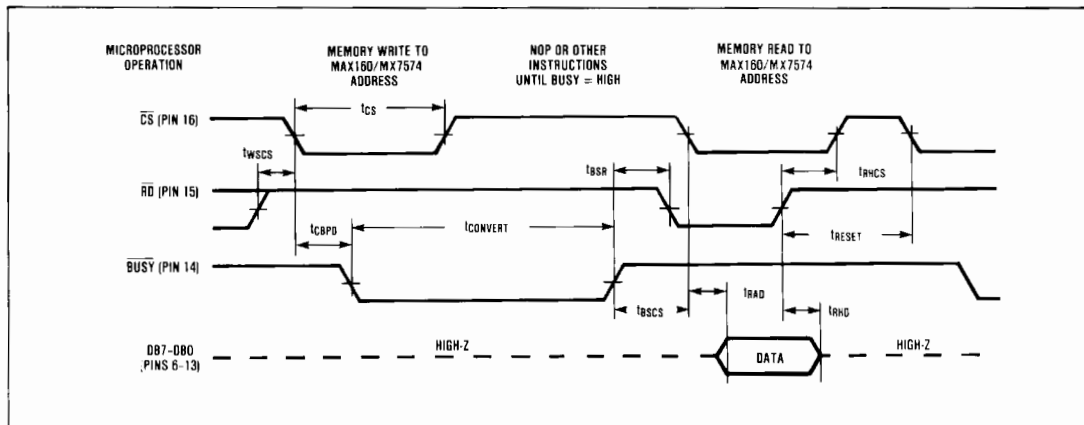 MICROPROCESSOR
OPERATION
MEMORY WRITE TO
MAX160/MX7574
ADDRESS
NOP OR OTHER
INSTRUCTIONS
UNTIL BUSY = HIGH
MEMORY READ TO
MAX160/MX7574
ADDRESS
CS (PIN 16)
tCS
tWSCS
tBSR
tRHCS
RD (PIN 15)
tCBPD
tCONVERT
tRESET
BUSY (PIN 14)
tBSCS
tRAD
tRHD
DB7-DB0
(PINS 6-13)
HIGH-Z
DATA
HIGH-Z